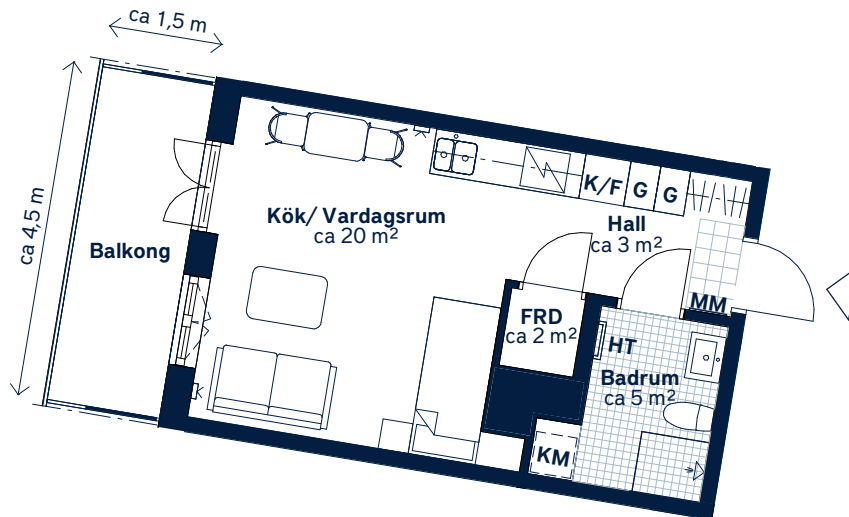 ca 1,5 m
ca 4,5 m
Balkong
Kök/ Vardagsrum
ca 20 m²
K/F
G
G
Hall
ca 3 m²
MM
FRD
ca 2 m²
HT
Badrum
ca 5 m²
KM